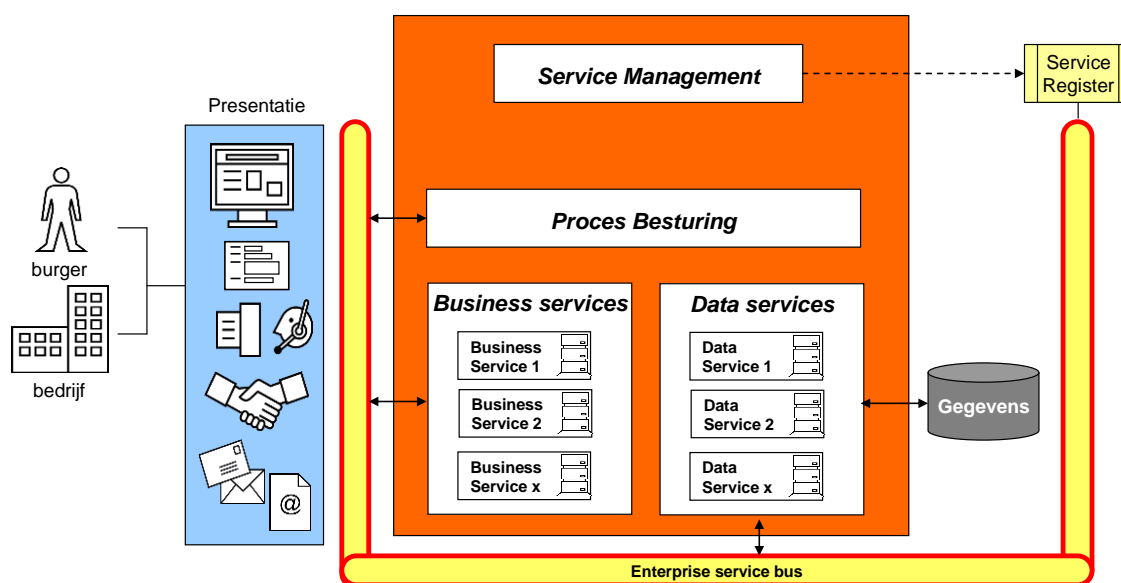 Service Management
Service
Register
Presentatie
burger
bedrijf
@
Proces Besturing
Business services
Business
Service 1
Business
Service 2
Business
Service x
Data services
Data
Service 1
Data
Service 2
Data
Service x
Gegevens
Enterprise service bus